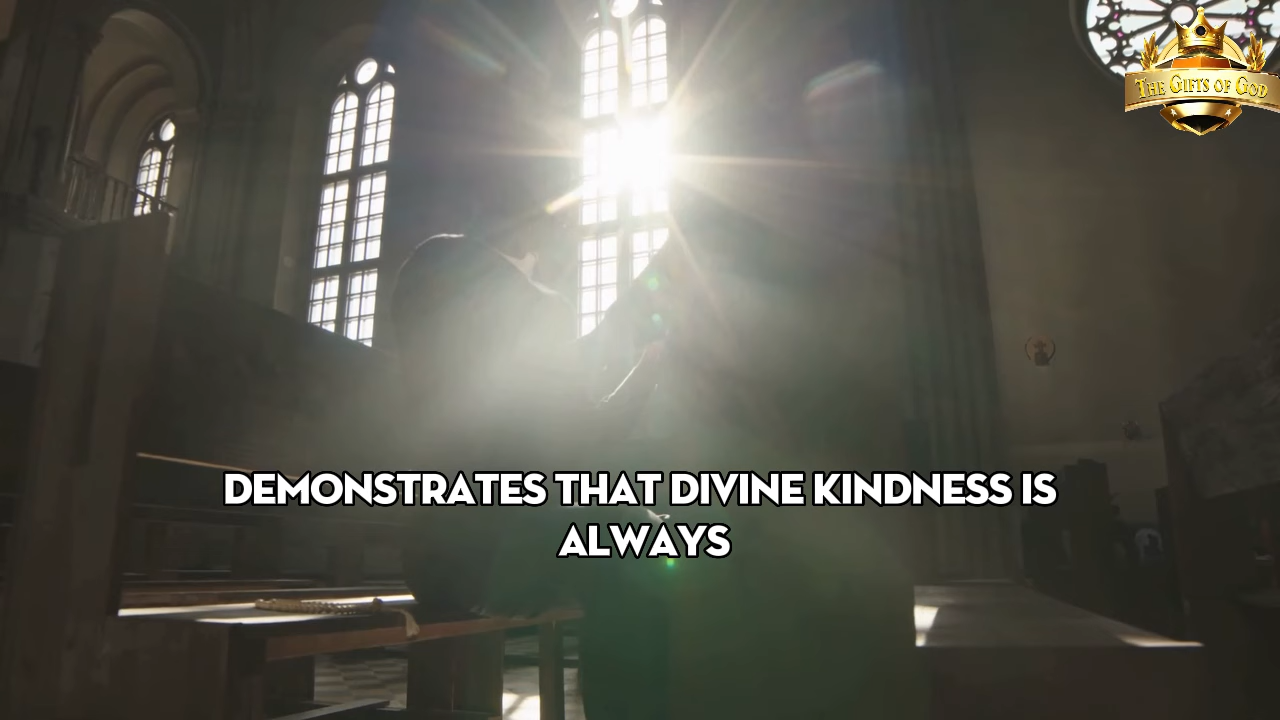 THE GIFTS OF GOD
DEMONSTRATES THAT DIVINE KINDNESS IS
ALWAYS